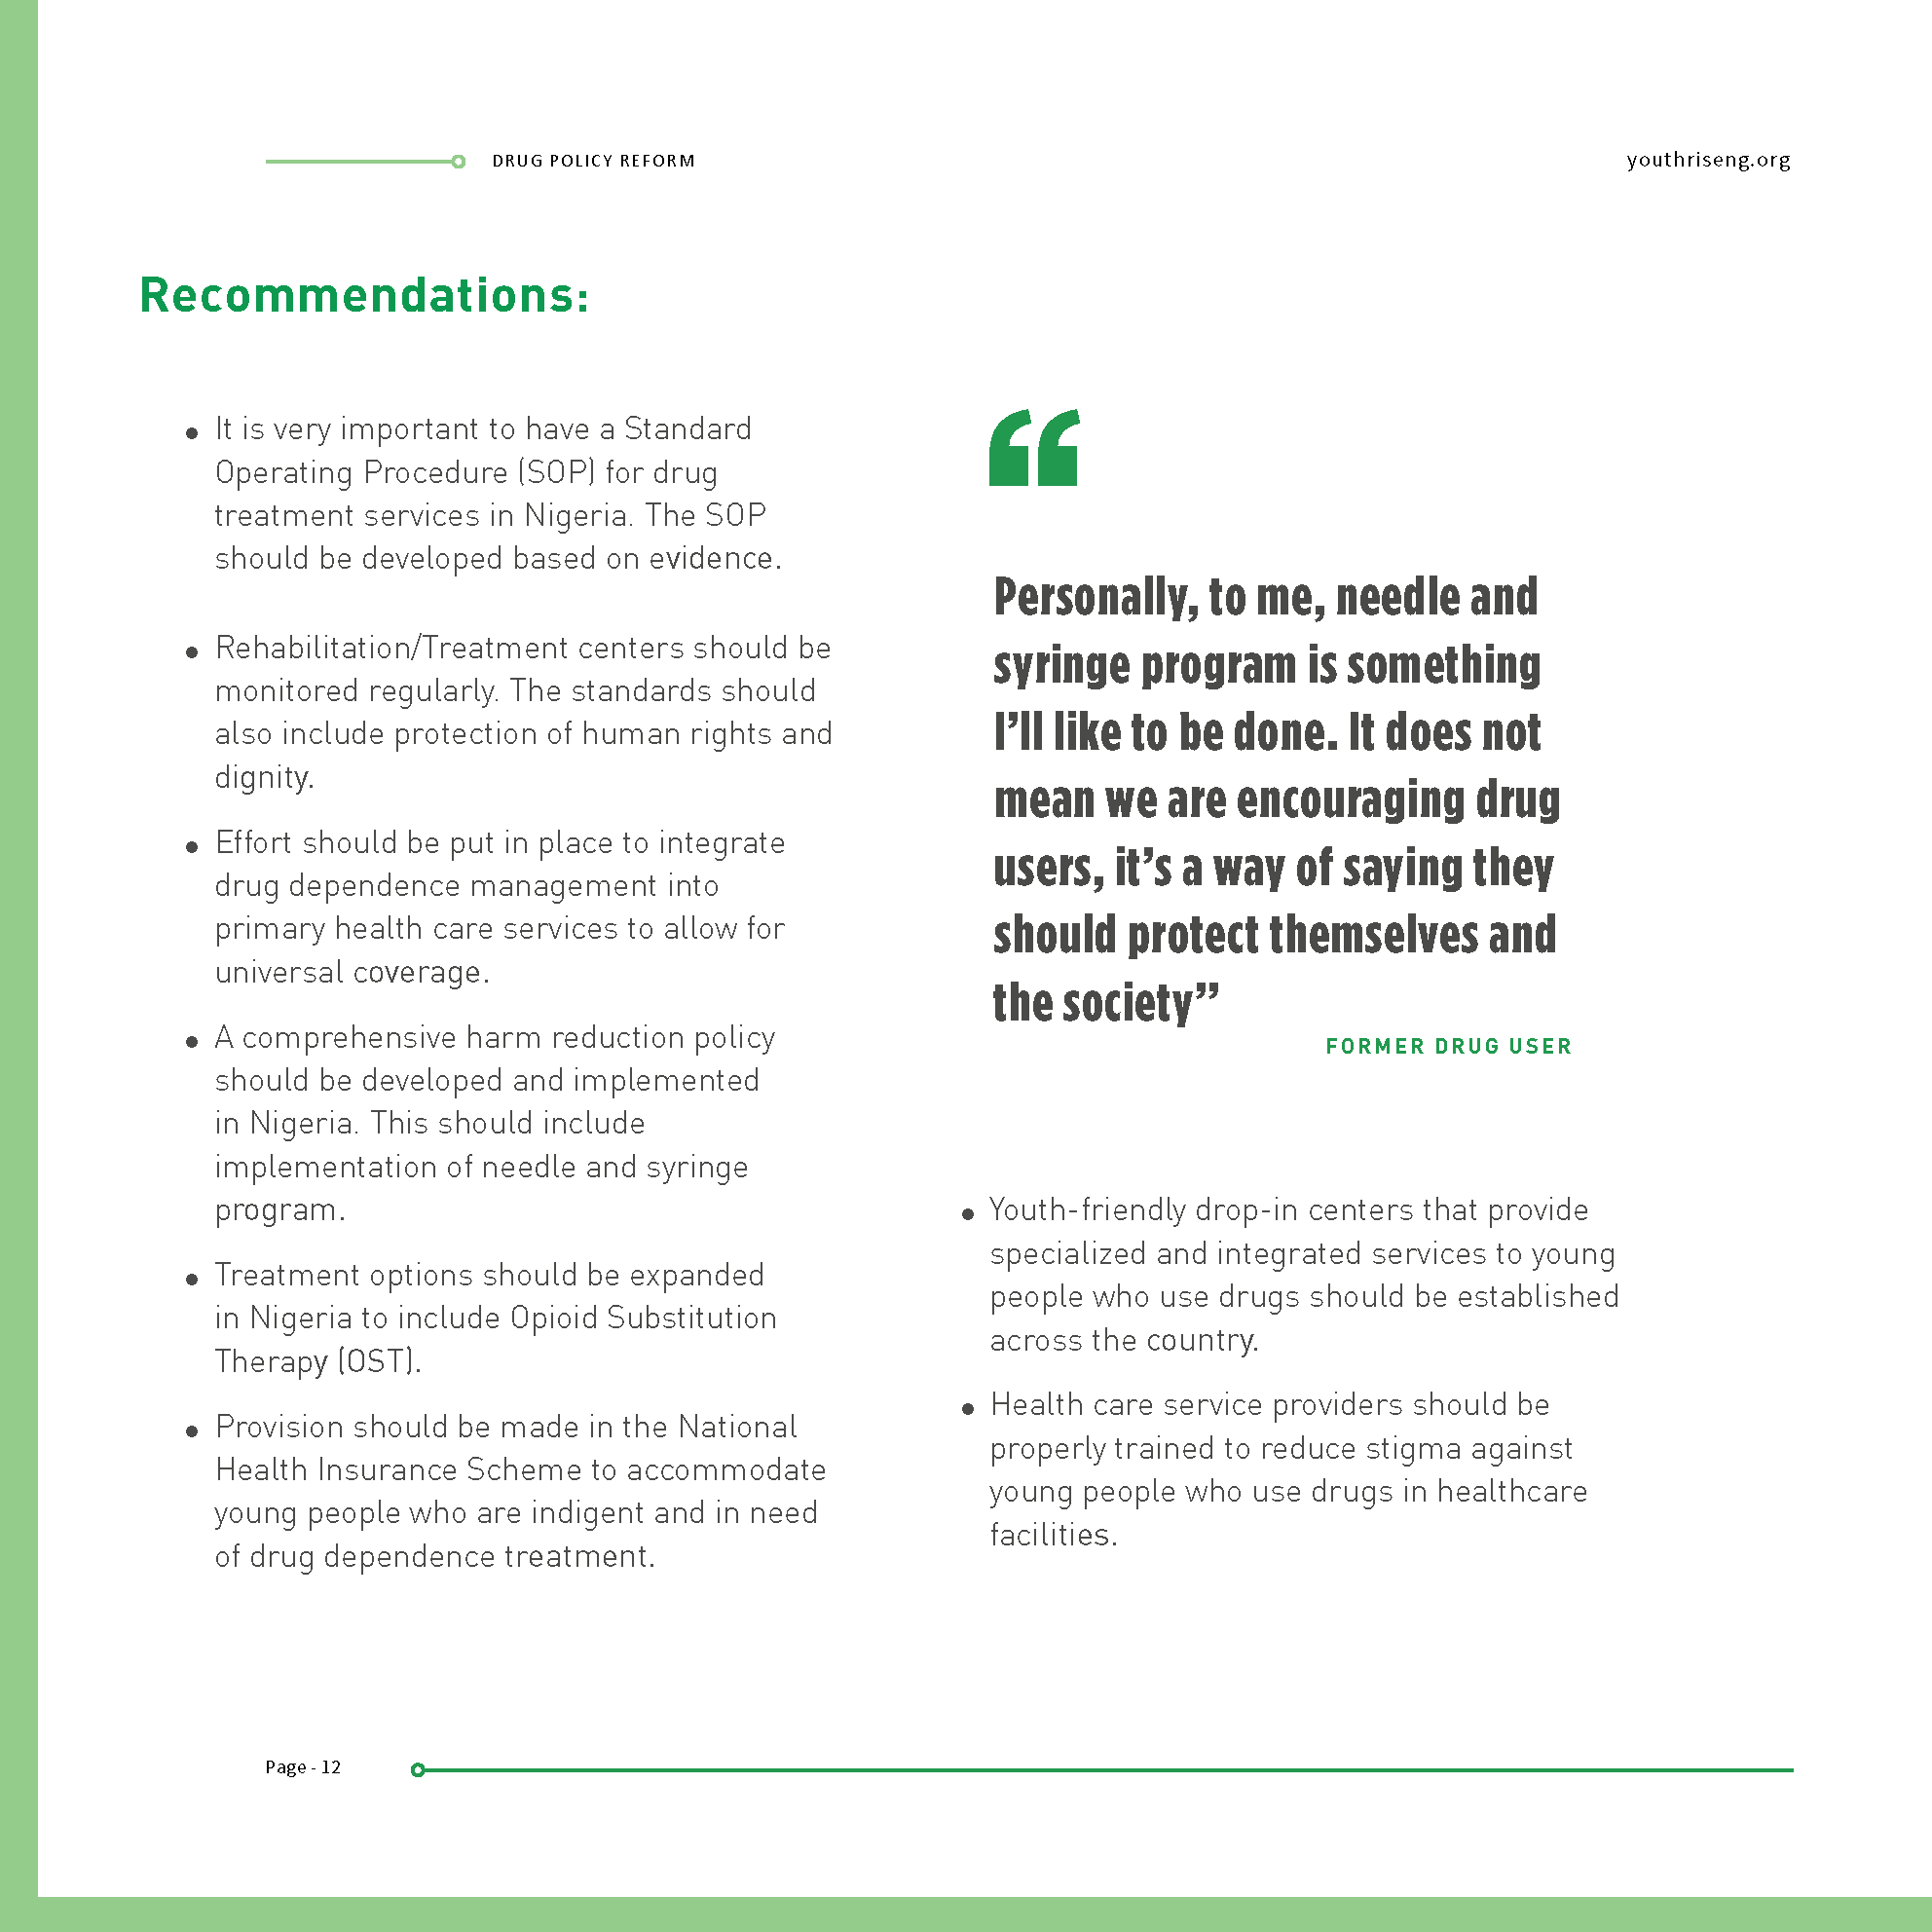 DRUG POLICY REFORM
youthriseng.org
Recommendations:
● It is very important to have a Standard
Operating Procedure (SOP) for drug
treatment services in Nigeria. The SOP
should be developed based on evidence.
● Rehabilitation/Treatment centers should be
monitored regularly. The standards should
also include protection of human rights and
dignity.
● Effort should be put in place to integrate
drug dependence management into
primary health care services to allow for
universal coverage.
● A comprehensive harm reduction policy
should be developed and implemented
in Nigeria. This should include
implementation of needle and syringe
program.
● Treatment options should be expanded
in Nigeria to include Opioid Substitution
Therapy (OST).
● Provision should be made in the National
Health Insurance Scheme to accommodate
young people who are indigent and in need
of drug dependence treatment.
“
Personally, to me, needle and
syringe program is something
I’ll like to be done. It does not
mean we are encouraging drug
users, it’s a way of saying they
should protect themselves and
the society”
FORMER DRUG USER
● Youth-friendly drop-in centers that provide
specialized and integrated services to young
people who use drugs should be established
across the country.
● Health care service providers should be
properly trained to reduce stigma against
young people who use drugs in healthcare
facilities.
Page - 12